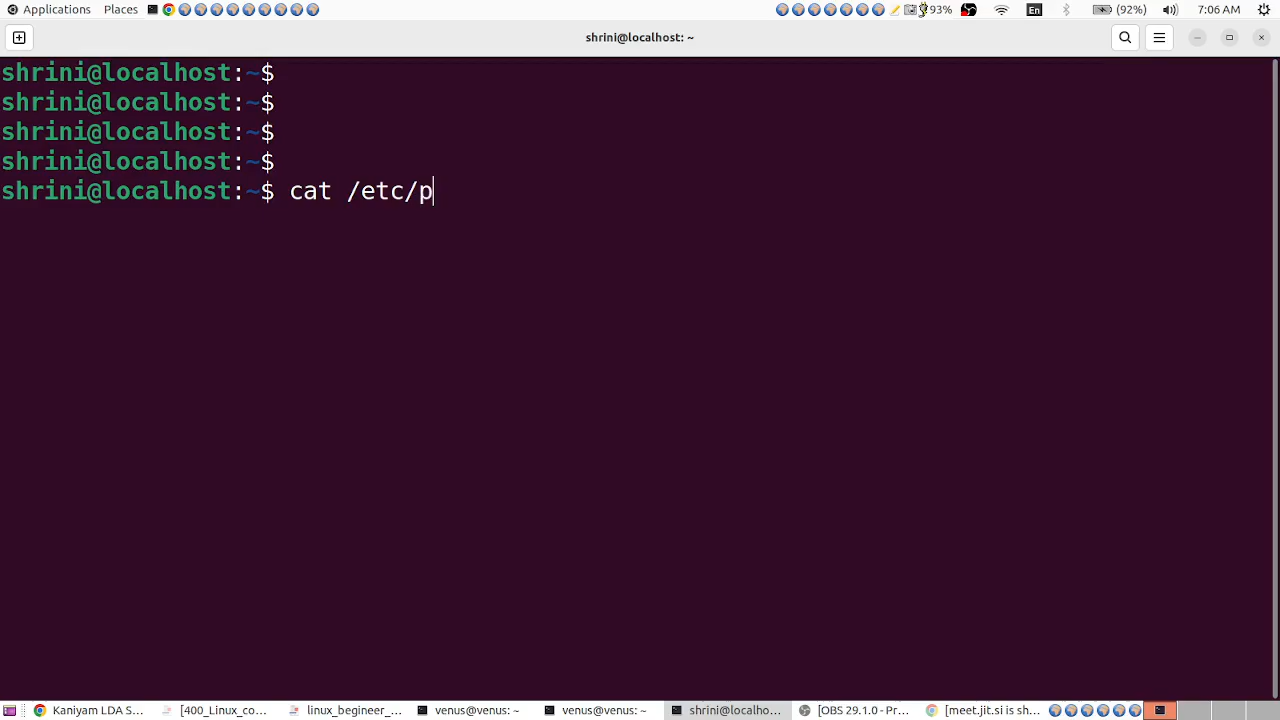 Applications Places 93% En (92%) 7:06 AM
shrini@localhost: ~
shrini@localhost:~$
shrini@localhost:~$
shrini@localhost:~$
shrini@localhost:~$
shrini@localhost:~$ cat /etc/p
Kaniyam LDA S... [400_Linux_co... linux_begineer_... venus@venus: ~ venus@venus: ~ shrini@localho... [OBS 29.1.0 - Pr... [meet.jit.si is sh...